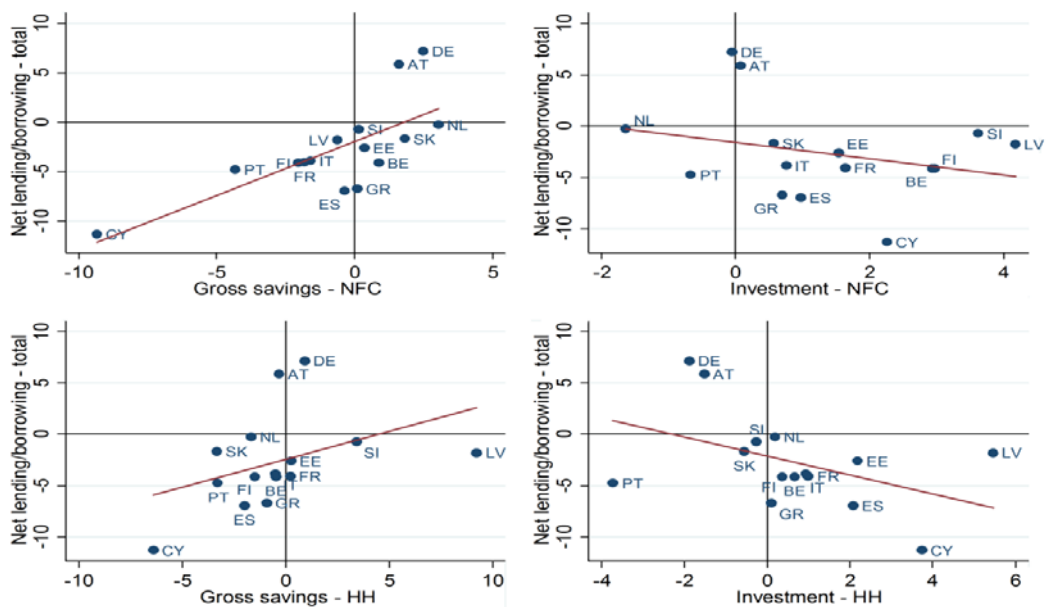 Net lending/borrowing - total
10
5
0
-5
-10
DE
AT
SI
NL
LV
SK
EE
FI
IT
BE
PT
FR
GR
ES
CY
-10
-5
0
5
Gross savings - NFC
Net lending/borrowing - total
10
5
0
-5
-10
DE
AT
NL
SI
SK
EE
LV
IT
FR
FI
PT
BE
GR
ES
CY
-2
0
2
4
Investment - NFC
Net lending/borrowing - total
10
5
0
-5
-10
DE
AT
NL
SK
SI
LV
EE
FR
PT
FI
BE
ES
GR
CY
-10
-5
0
5
10
Gross savings - HH
Net lending/borrowing - total
10
5
0
-5
-10
DE
AT
SI
NL
SK
LV
EE
FR
PT
FI
BE
IT
GR
ES
CY
-4
-2
0
2
4
6
Investment - HH